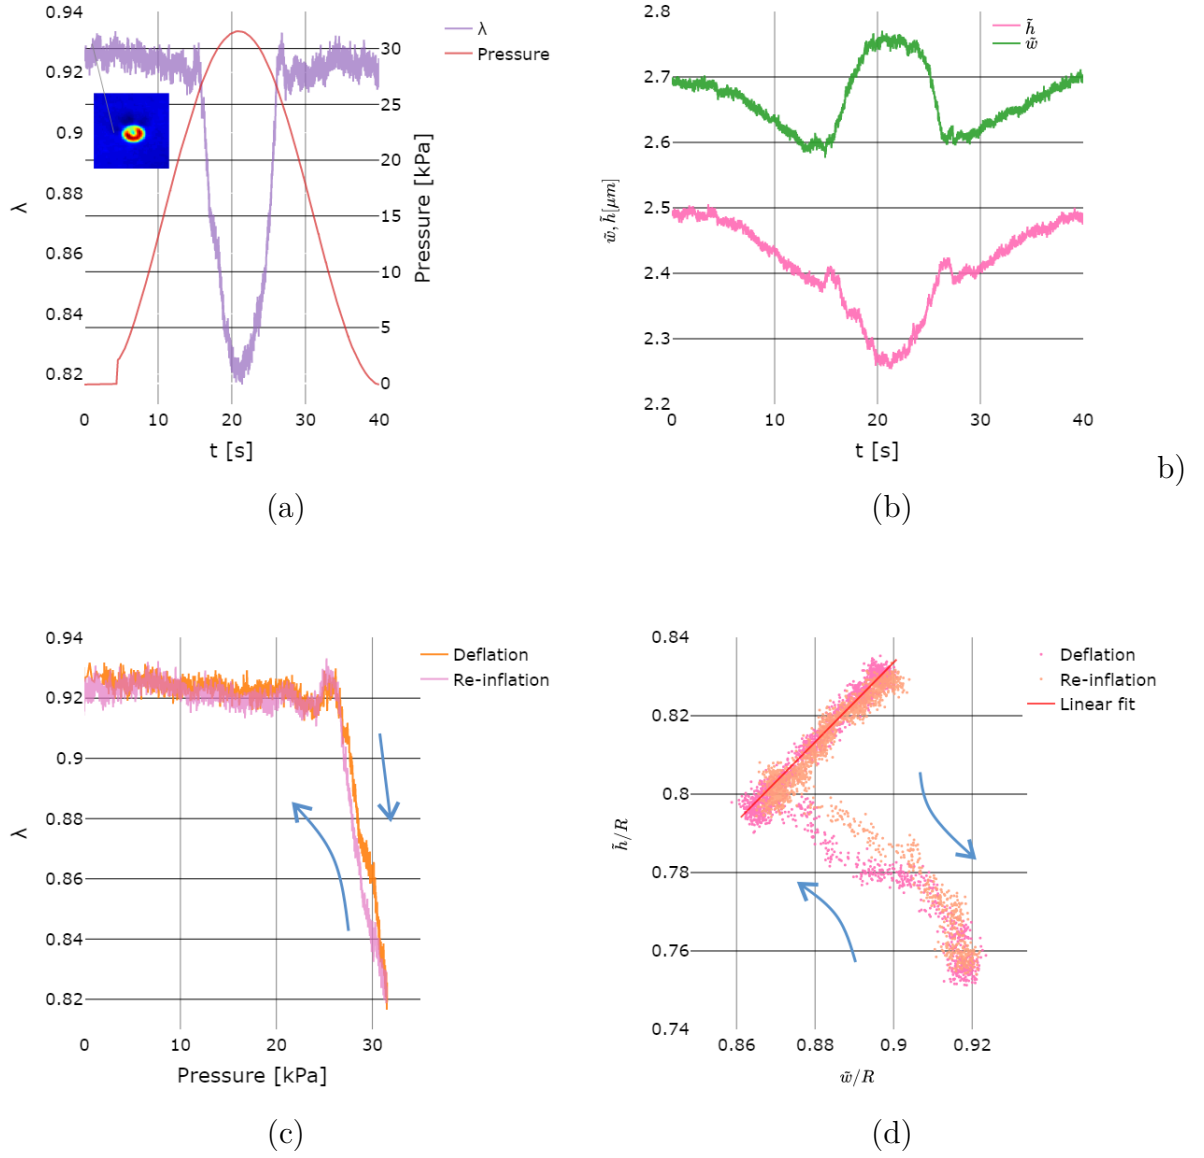 0.94
0.92
0.9
0.88
0.86
0.84
0.82
λ
30
25
20
15
10
5
0
Pressure [kPa]
λ
Pressure
0 10 20 30 40
t [s]
(a)
2.8
2.7
2.6
2.5
2.4
2.3
2.2
w̃, h̃[μm]
h̃
w̃
0 10 20 30 40
t [s]
(b)
b)
0.94
0.92
0.9
0.88
0.86
0.84
0.82
λ
Deflation
Re-inflation
0 10 20 30
Pressure [kPa]
(c)
0.84
0.82
0.8
0.78
0.76
0.74
h̃/R
Deflation
Re-inflation
Linear fit
0.86 0.88 0.9 0.92
w̃/R
(d)